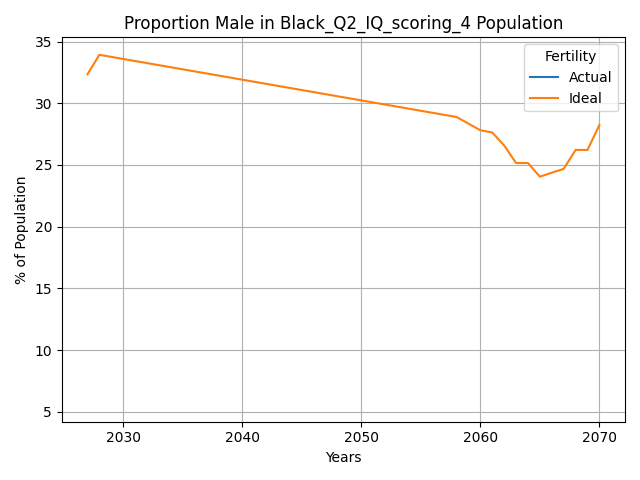 Proportion Male in Black_Q2_IQ_scoring_4 Population
% of Population
35
30
25
20
15
10
5
Fertility
Actual
Ideal
2030 2040 2050 2060 2070
Years